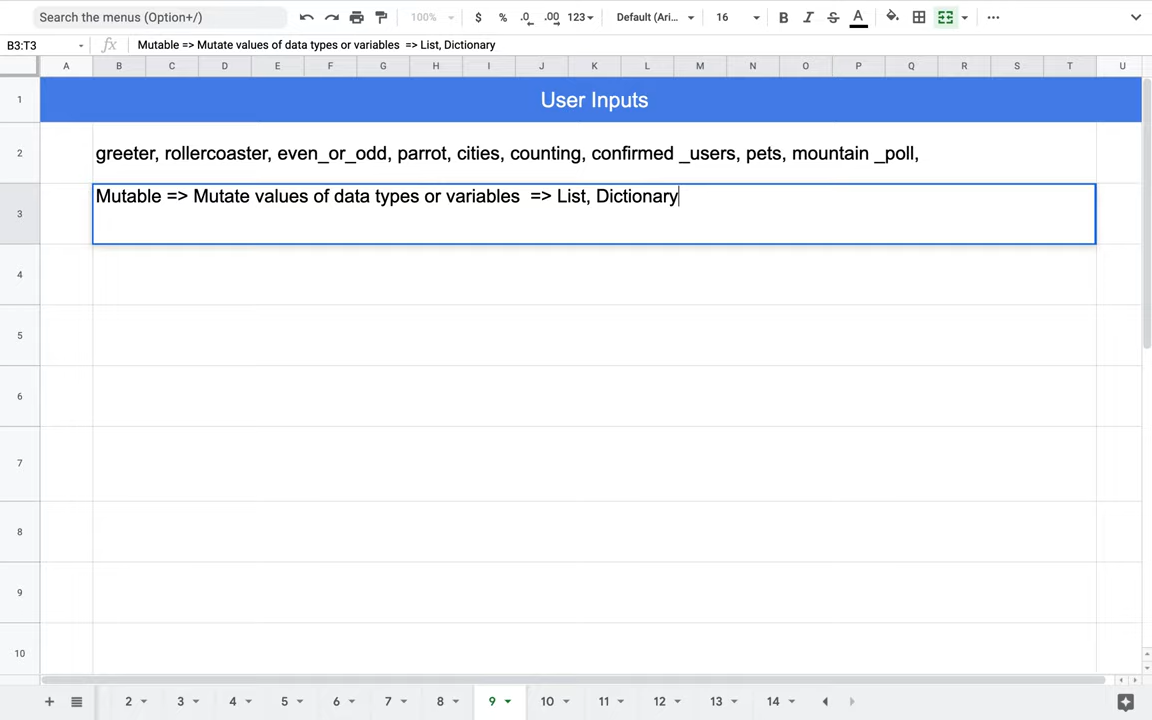 Search the menus (Option+/)
100%
$ % .0 .00 123
Default (Ari...
16
B I S A
B3:T3
fx
Mutable => Mutate values of data types or variables  => List, Dictionary
A B C D E F G H I J K L M N O P Q R S T U
1 User Inputs
2 greeter, rollercoaster, even_or_odd, parrot, cities, counting, confirmed _users, pets, mountain _poll,
3 Mutable => Mutate values of data types or variables  => List, Dictionary
4
5
6
7
8
9
10
2 3 4 5 6 7 8 9 10 11 12 13 14